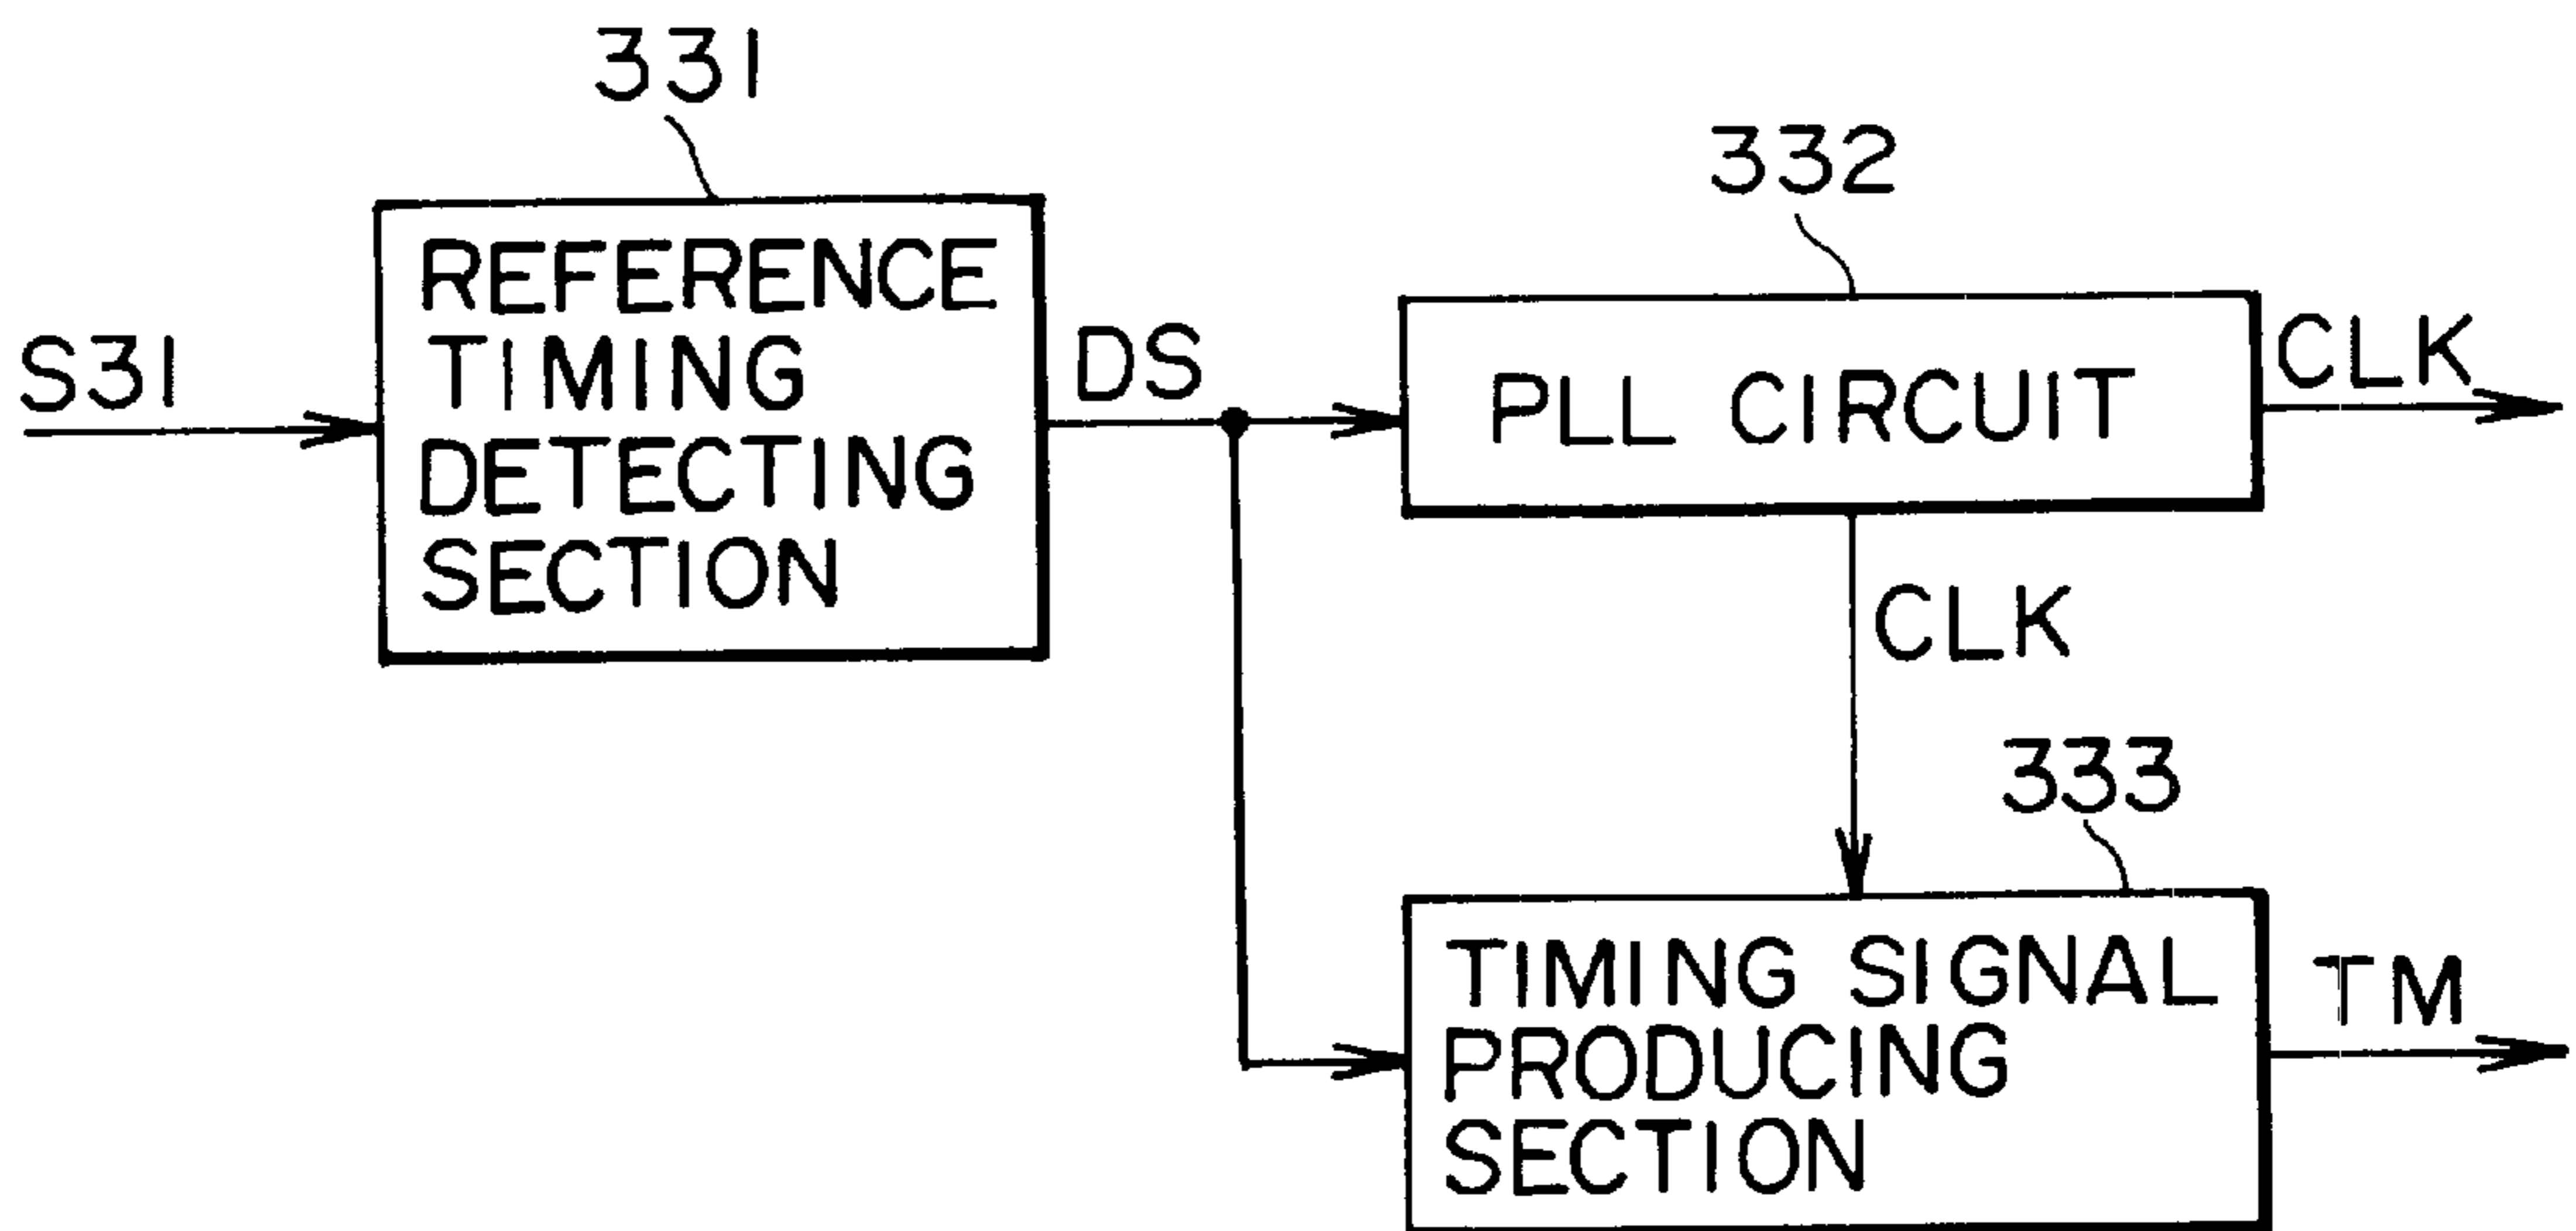 331
332
REFERENCE
TIMING
DETECTING
SECTION
S31
DS
PLL CIRCUIT
CLK
CLK
333
TIMING SIGNAL
PRODUCING
SECTION
TM